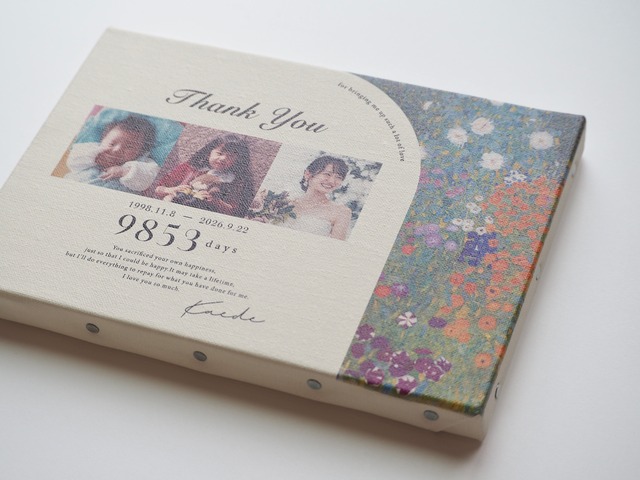 for bringing me up such a lot of love
Thank You
1998.11.8 — 2026.9.22
9853 days
You sacrificed your own happiness,
just so that I could be happy.It may take a lifetime,
but I'll do everything to repay for what you have done for me.
I love you so much.
Kaede